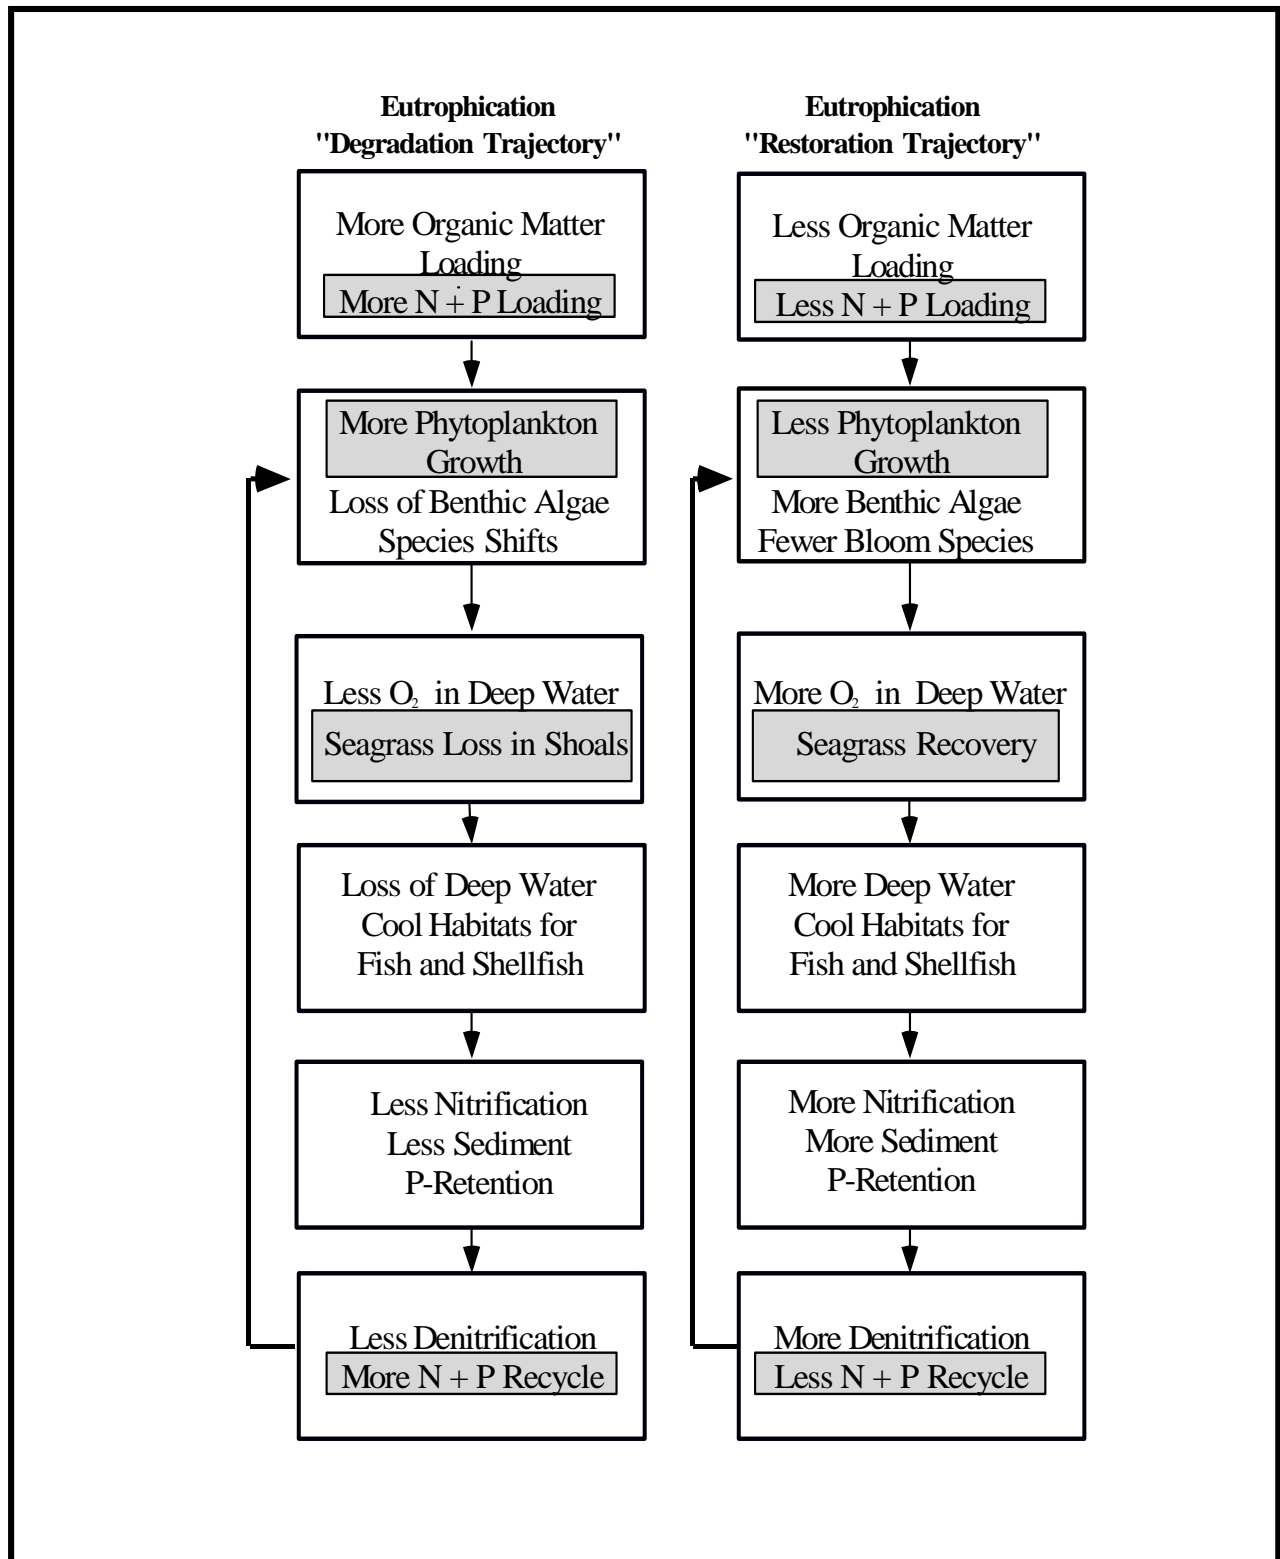 Eutrophication
"Degradation Trajectory"
More Organic Matter
Loading
More N + P Loading
More Phytoplankton
Growth
Loss of Benthic Algae
Species Shifts
Less O₂ in Deep Water
Seagrass Loss in Shoals
Loss of Deep Water
Cool Habitats for
Fish and Shellfish
Less Nitrification
Less Sediment
P-Retention
Less Denitrification
More N + P Recycle
Eutrophication
"Restoration Trajectory"
Less Organic Matter
Loading
Less N + P Loading
Less Phytoplankton
Growth
More Benthic Algae
Fewer Bloom Species
More O₂ in Deep Water
Seagrass Recovery
More Deep Water
Cool Habitats for
Fish and Shellfish
More Nitrification
More Sediment
P-Retention
More Denitrification
Less N + P Recycle